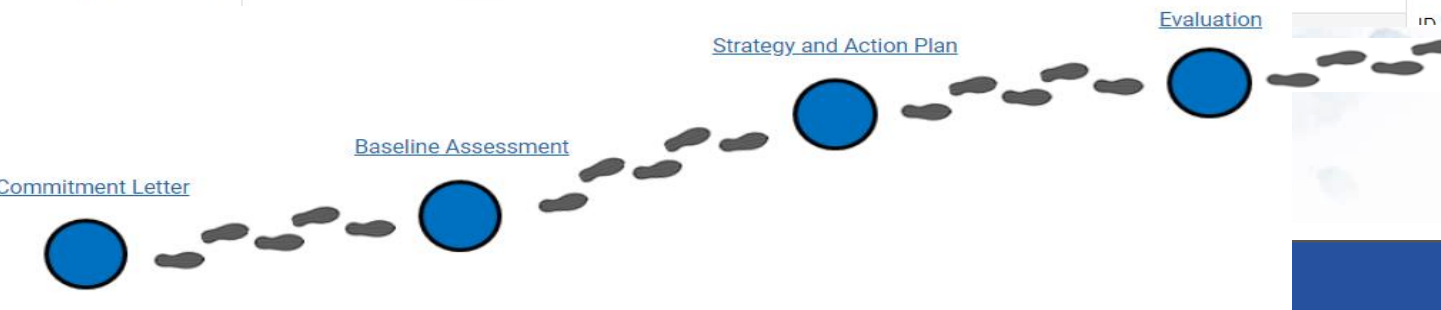 Commitment Letter
Baseline Assessment
Strategy and Action Plan
Evaluation